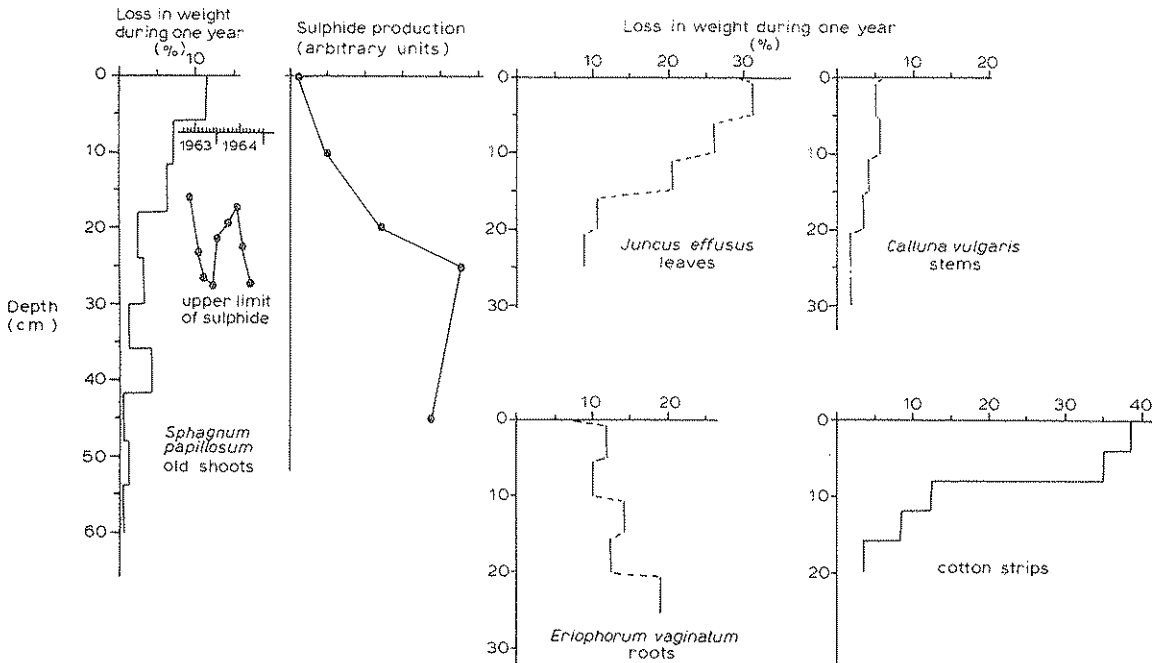 Loss in weight
during one year
(%)
10
0
10
20
30
40
50
60
Depth
(cm)
1963 1964
upper limit
of sulphide
Sphagnum
papillosum
old shoots
Sulphide production
(arbitrary units)
Loss in weight during one year
(%)
10 20 30
0
10
20
30
Juncus effusus
leaves
10 20
0
10
20
30
Calluna vulgaris
stems
10 20
0
10
20
30
Eriophorum vaginatum
roots
10 20 30 40
0
10
20
cotton strips